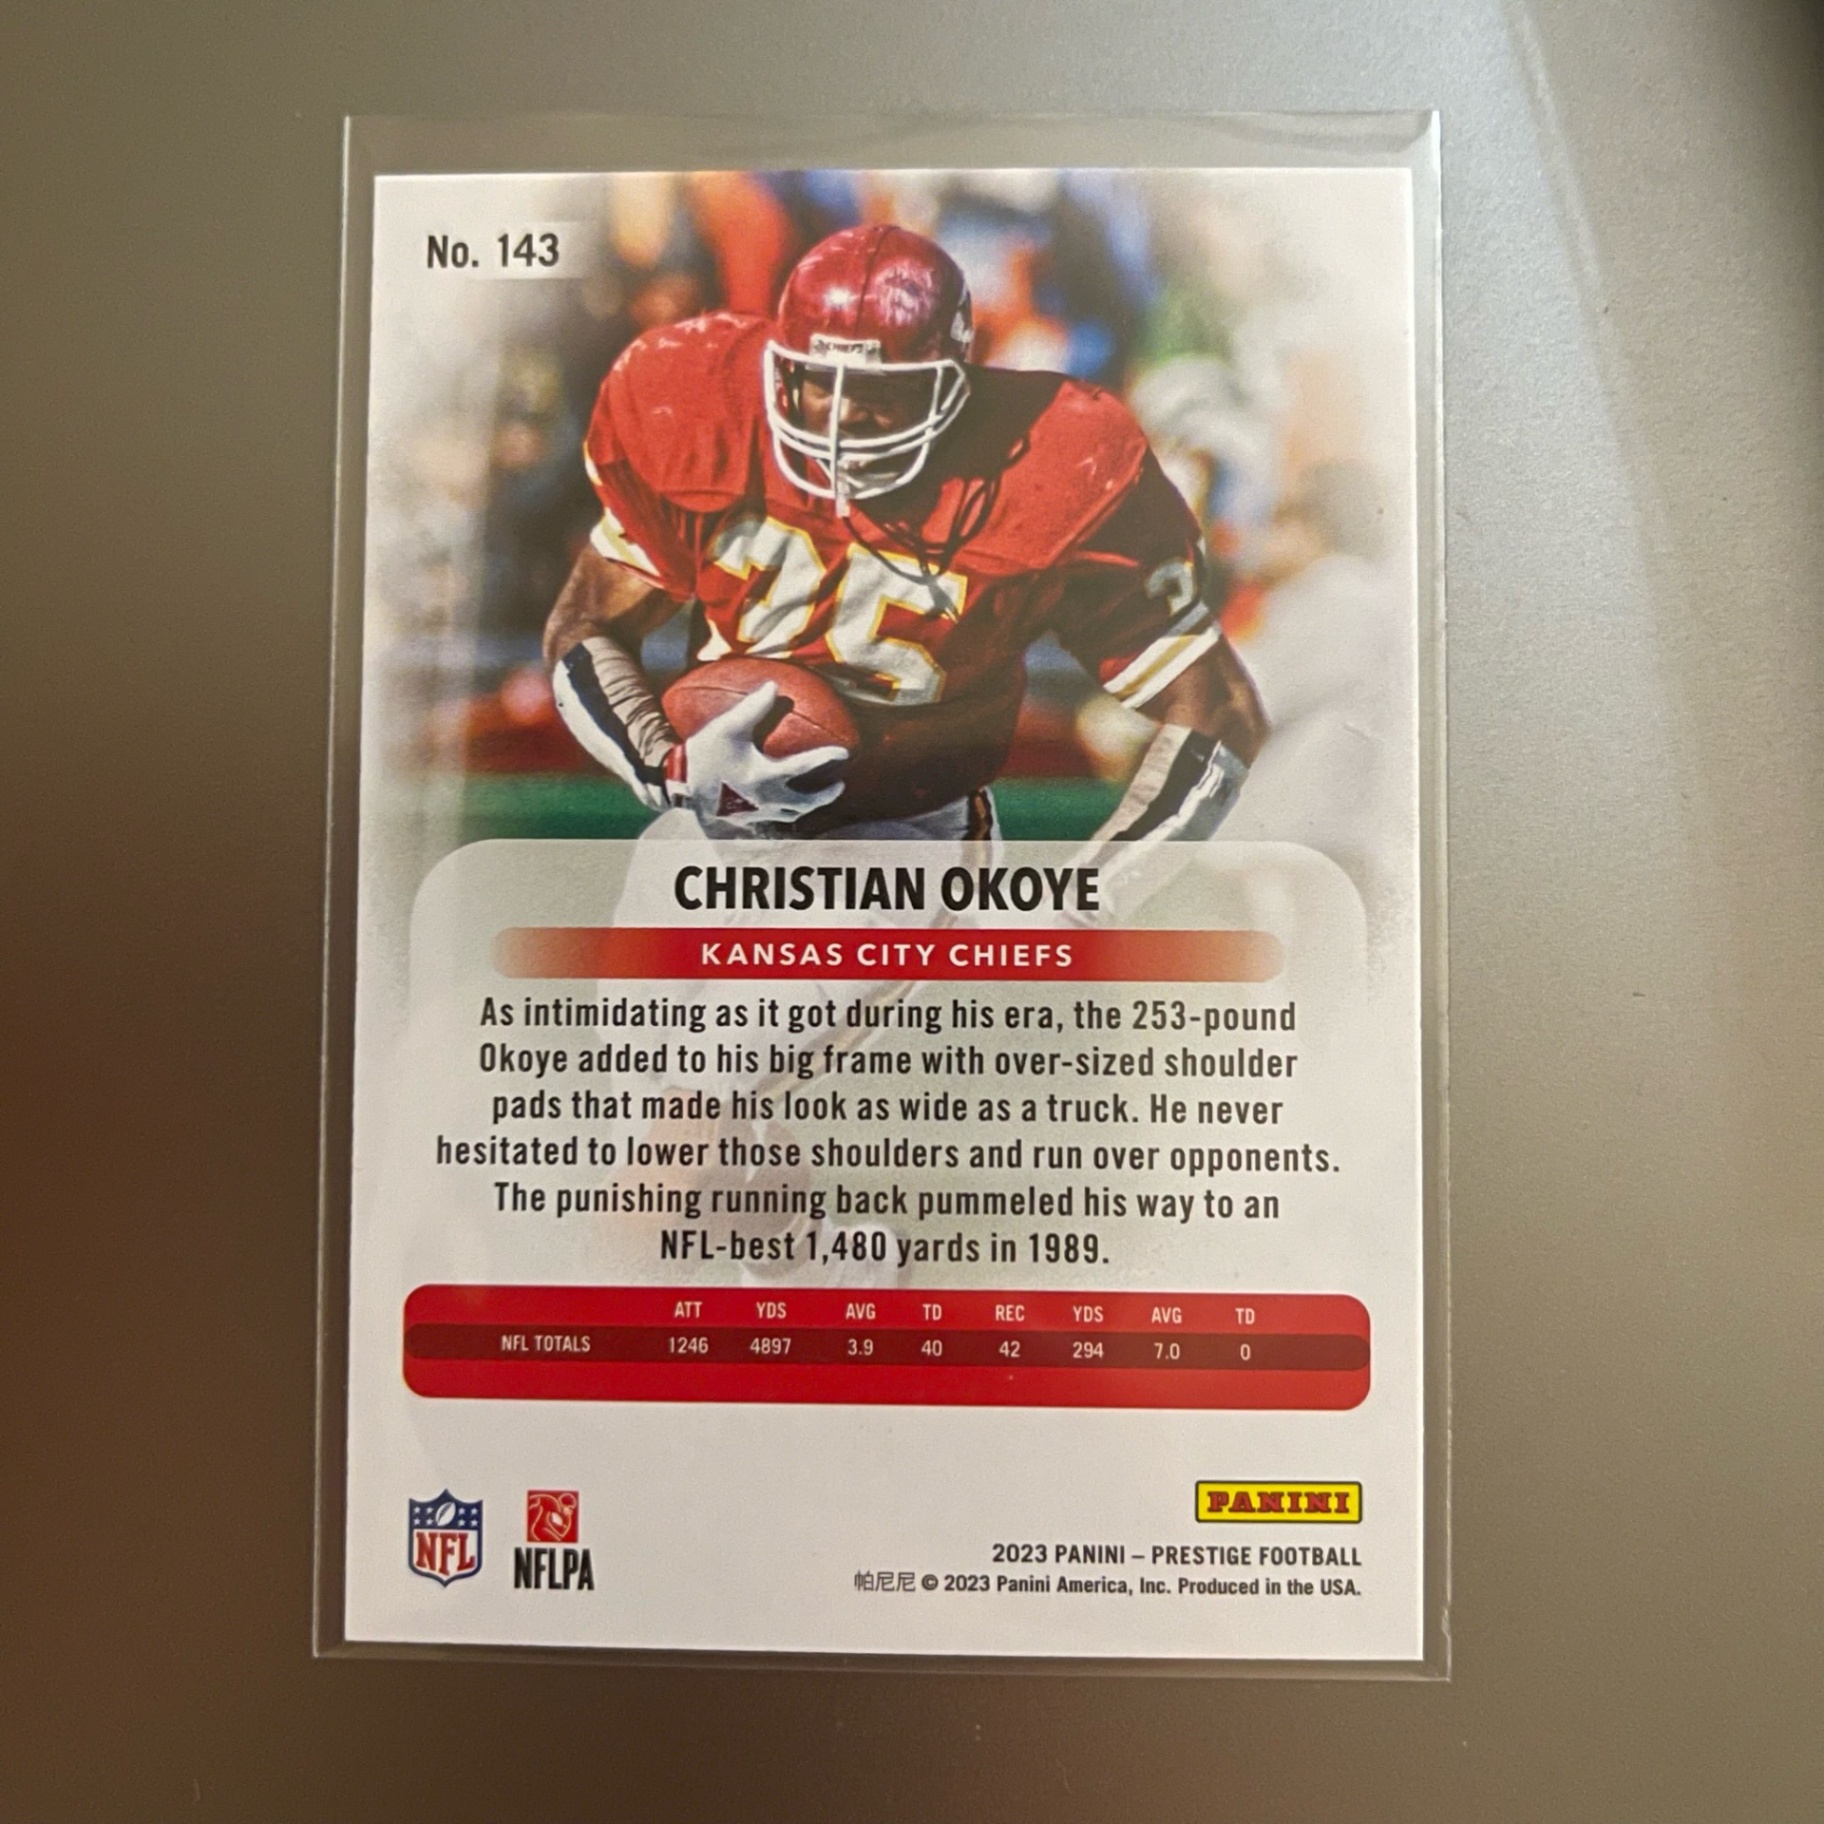 No. 143
CHIEFS
35
3
CHRISTIAN OKOYE
KANSAS CITY CHIEFS
As intimidating as it got during his era, the 253-pound
Okoye added to his big frame with over-sized shoulder
pads that made his look as wide as a truck. He never
hesitated to lower those shoulders and run over opponents.
The punishing running back pummeled his way to an
NFL-best 1,480 yards in 1989.
ATT YDS AVG TD REC YDS AVG TD
NFL TOTALS 1246 4897 3.9 40 42 294 7.0 0
NFL
NFLPA
PANINI
2023 PANINI – PRESTIGE FOOTBALL
帕尼尼 © 2023 Panini America, Inc. Produced in the USA.